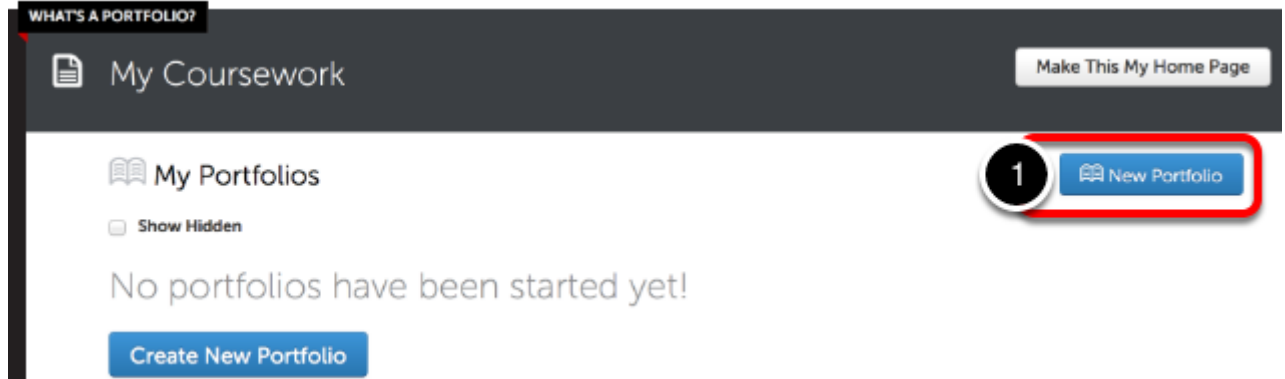 WHAT'S A PORTFOLIO?
My Coursework
Make This My Home Page
My Portfolios
1
New Portfolio
Show Hidden
No portfolios have been started yet!
Create New Portfolio